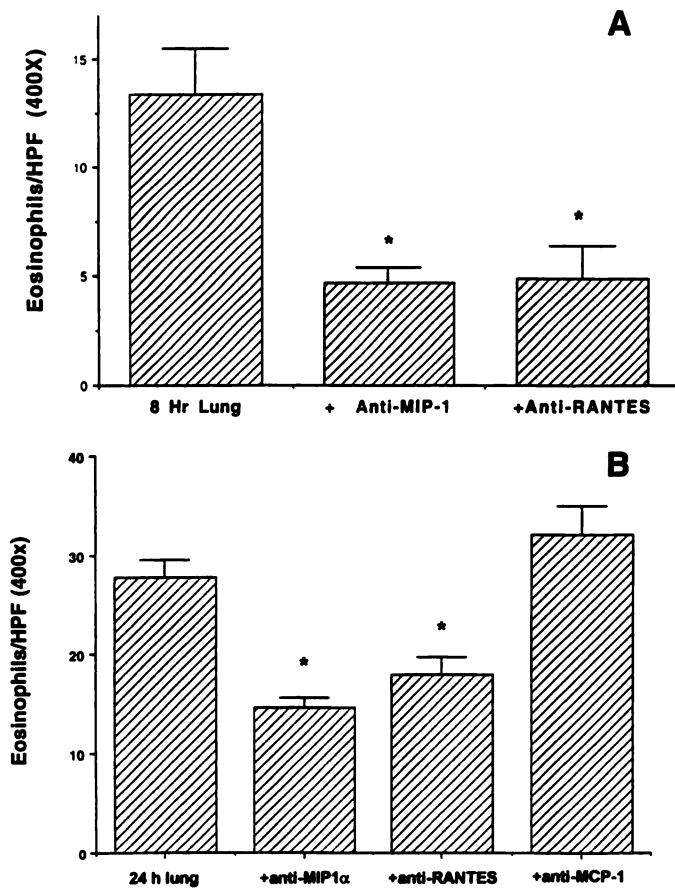 A
Eosinophils/HPF (400X)
15
10
5
0
*
*
8 Hr Lung
+ Anti-MIP-1
+Anti-RANTES
B
Eosinophils/HPF (400x)
40
30
20
10
0
*
*
24 h lung
+anti-MIP1α
+anti-RANTES
+anti-MCP-1